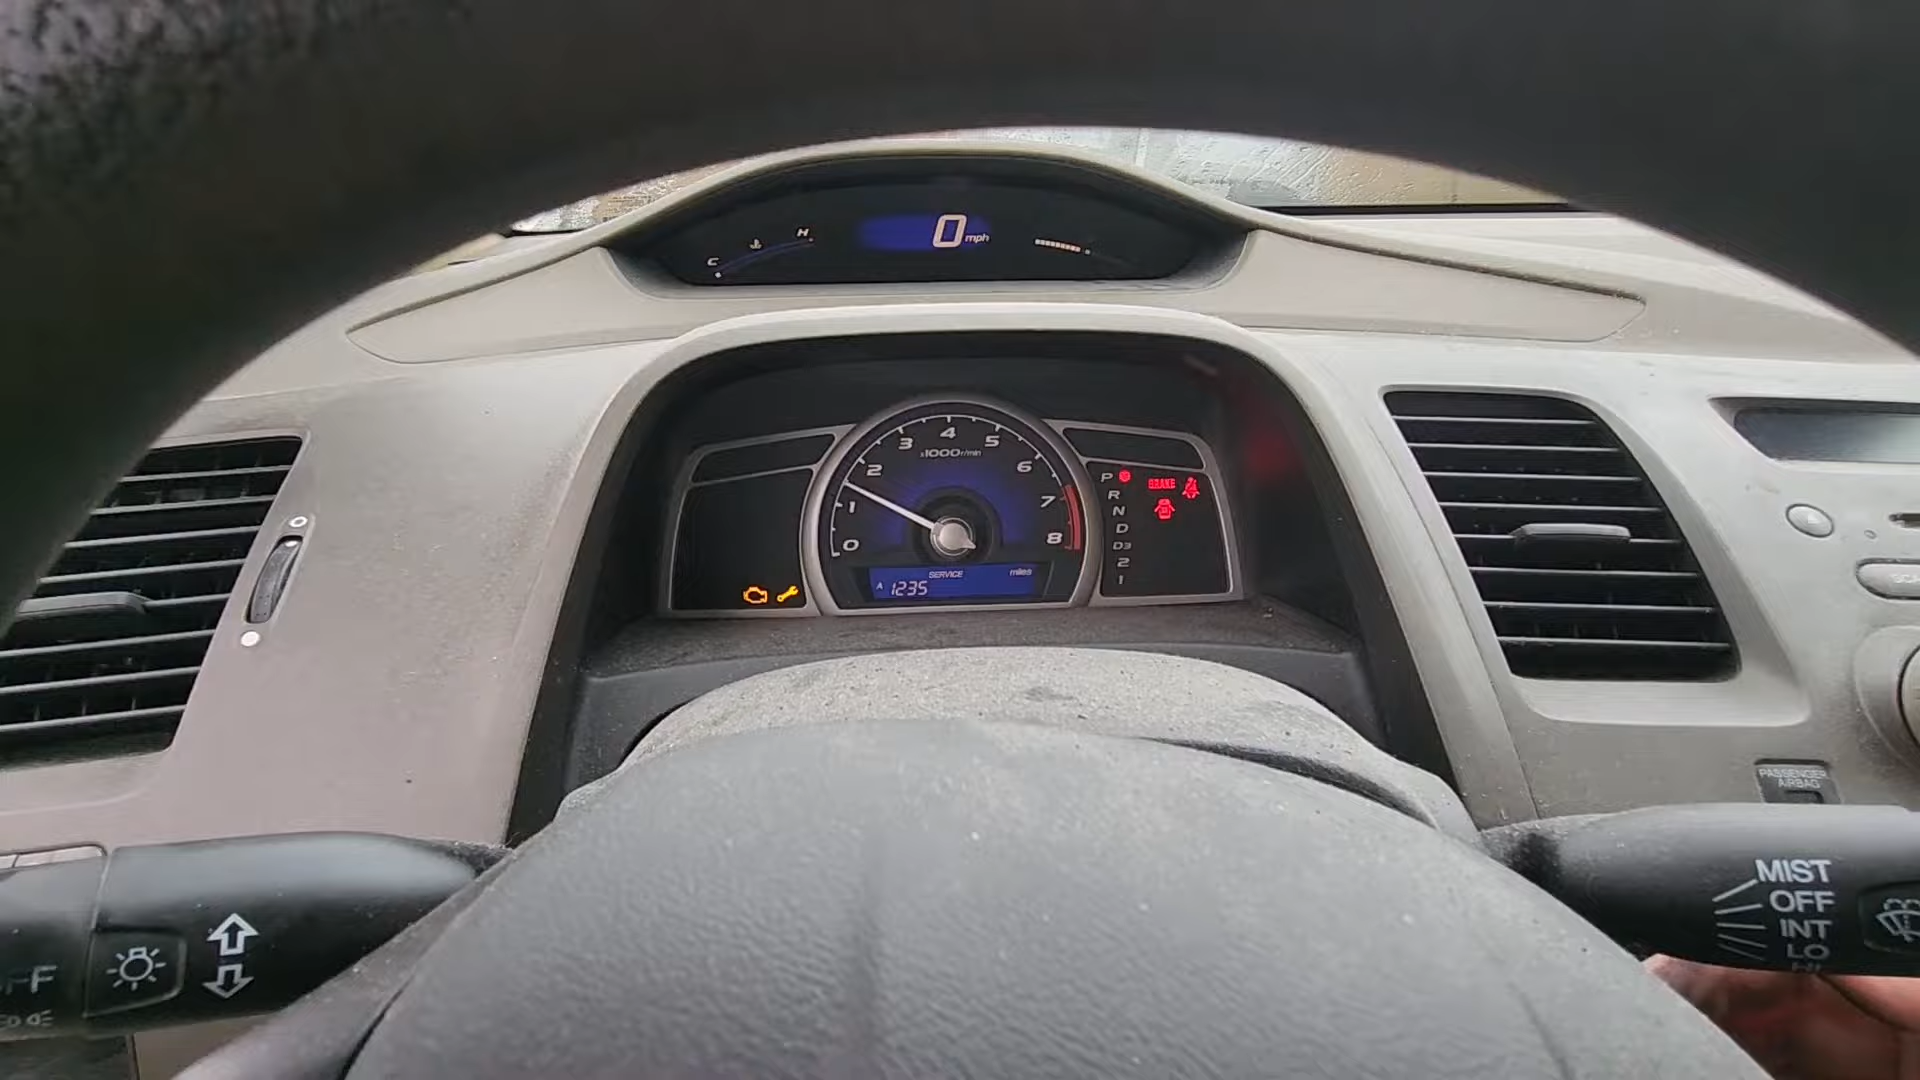 H
C
0 mph
0 1 2 3 4 5 6 7 8
x1000r/min
SERVICE miles
A 1235
P
R
N
D
D3
2
1
BRAKE
PASSENGER
AIRBAG
MIST
OFF
INT
LO